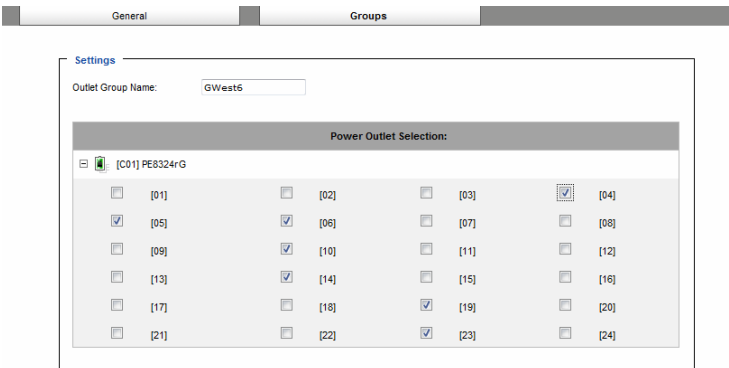 General Groups
Settings
Outlet Group Name: GWest6
Power Outlet Selection:
[C01] PE8324rG
[01] [02] [03] [04]
[05] [06] [07] [08]
[09] [10] [11] [12]
[13] [14] [15] [16]
[17] [18] [19] [20]
[21] [22] [23] [24]